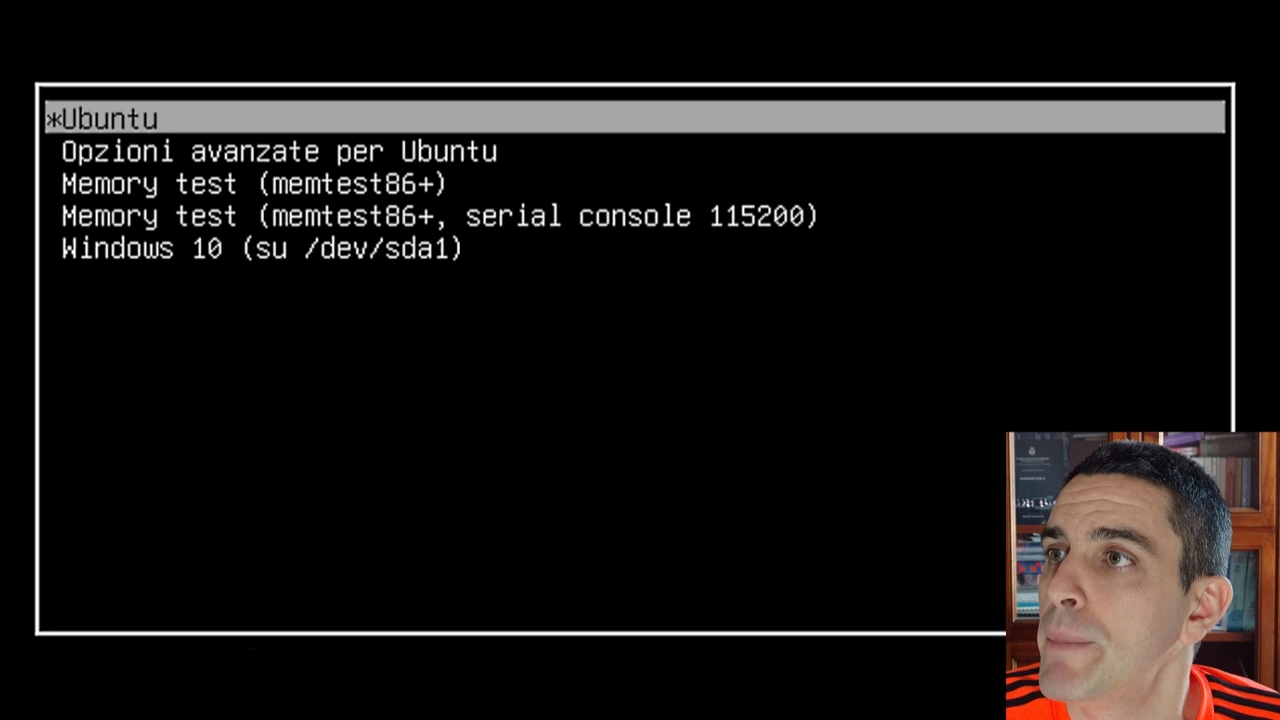 *Ubuntu
Opzioni avanzate per Ubuntu
Memory test (memtest86+)
Memory test (memtest86+, serial console 115200)
Windows 10 (su /dev/sda1)